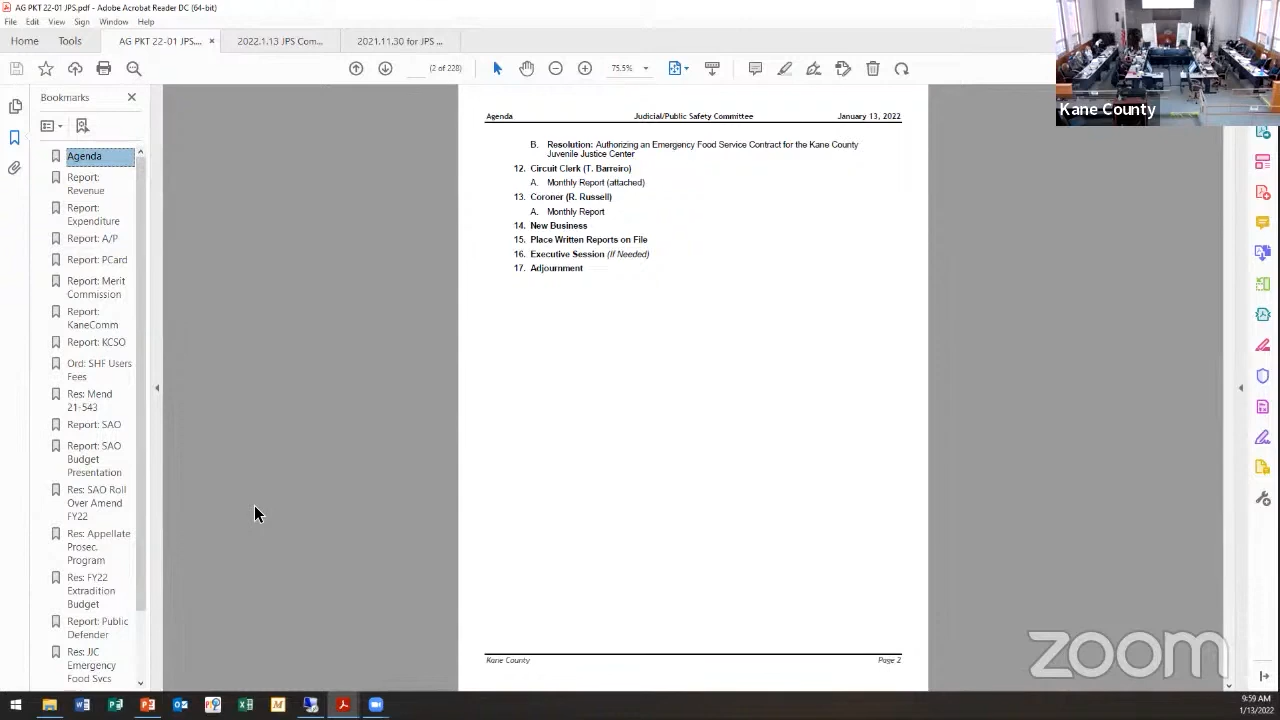 AG PKT 22-01 JPS.pdf - Adobe Acrobat Reader DC (64-bit)
File Edit View Sign Window Help
Home Tools AG PKT 22-01 JPS.... × 2022.1.13 JPS Com... 2021.11.30 for JPS ...
(2 of 228) 75.5%
Bookmarks
Agenda
Report:
Revenue
Report:
Expenditure
Report: A/P
Report: PCard
Report: Merit
Commission
Report:
KaneComm
Report: KCSO
Ord: SHF Users
Fees
Res: Mend
21-543
Report: SAO
Report: SAO
Budget
Presentation
Res: SAO Roll
Over Amend
FY22
Res: Appellate
Prosec.
Program
Res: FY22
Extradition
Budget
Report: Public
Defender
Res: JJC
Emergency
Food Svcs
Agenda Judicial/Public Safety Committee January 13, 2022
B. Resolution: Authorizing an Emergency Food Service Contract for the Kane County
Juvenile Justice Center
12. Circuit Clerk (T. Barreiro)
A. Monthly Report (attached)
13. Coroner (R. Russell)
A. Monthly Report
14. New Business
15. Place Written Reports on File
16. Executive Session (If Needed)
17. Adjournment
Kane County Page 2
Kane County
zoom
9:59 AM
1/13/2022